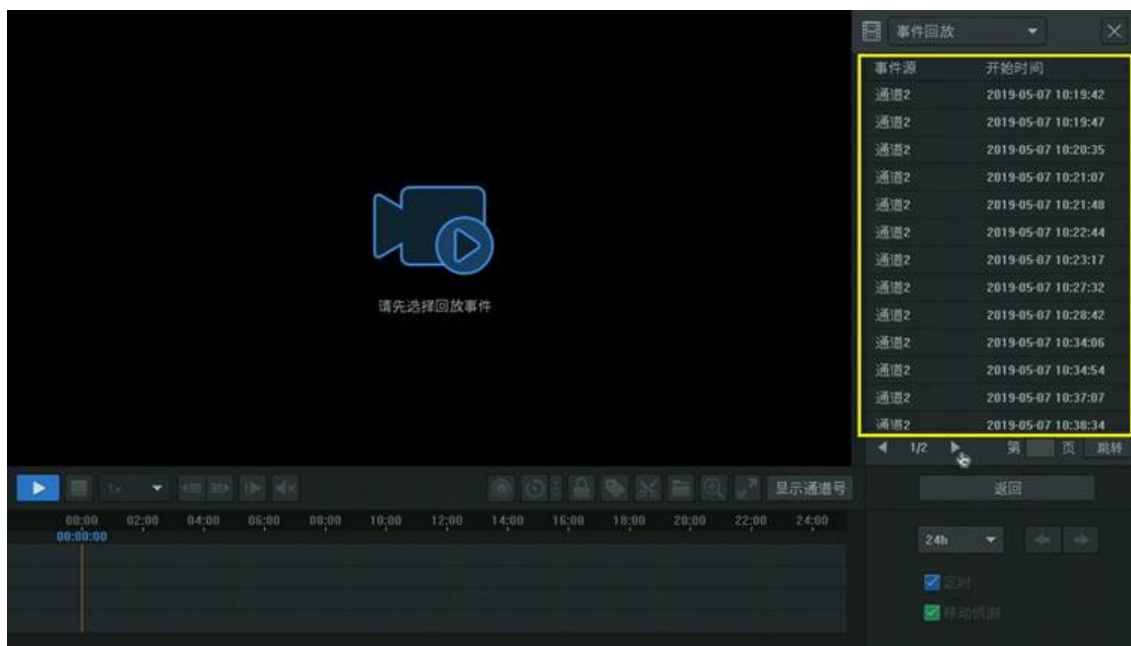 事件回放
事件源 开始时间
通道2 2019-05-07 10:19:42
通道2 2019-05-07 10:19:47
通道2 2019-05-07 10:20:35
通道2 2019-05-07 10:21:07
通道2 2019-05-07 10:21:48
通道2 2019-05-07 10:22:44
通道2 2019-05-07 10:23:17
通道2 2019-05-07 10:27:32
通道2 2019-05-07 10:28:42
通道2 2019-05-07 10:34:06
通道2 2019-05-07 10:34:54
通道2 2019-05-07 10:37:07
通道2 2019-05-07 10:38:34
1/2 第 页 跳转
请先选择回放事件
1x 显示通道号 返回
00:00 02:00 04:00 06:00 08:00 10:00 12:00 14:00 16:00 18:00 20:00 22:00 24:00
00:00:00
24h
定时
移动侦测